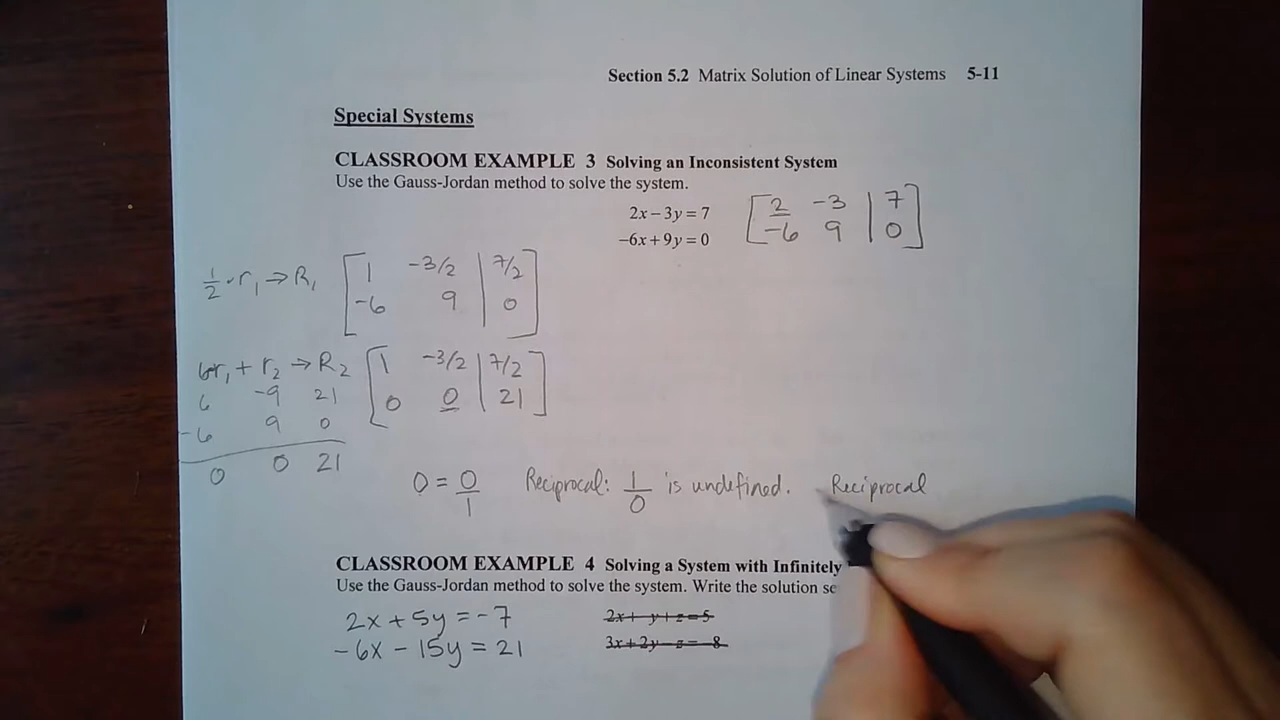 Section 5.2 Matrix Solution of Linear Systems 5-11
Special Systems
CLASSROOM EXAMPLE 3 Solving an Inconsistent System
Use the Gauss-Jordan method to solve the system.
2x – 3y = 7
–6x + 9y = 0
2 -3 | 7
-6 9 | 0
1/2 · r₁ → R₁
1 -3/2 | 7/2
-6 9 | 0
6r₁ + r₂ → R₂
1 -3/2 | 7/2
0 0 | 21
6 -9 21
-6 9 0
0 0 21
0 = 0/1 Reciprocal: 1/0 is undefined. Reciprocal
CLASSROOM EXAMPLE 4 Solving a System with Infinitely
Use the Gauss-Jordan method to solve the system. Write the solution se
2x + 5y = -7
-6x - 15y = 21
2x + y + z = 5
3x + 2y – z = –8